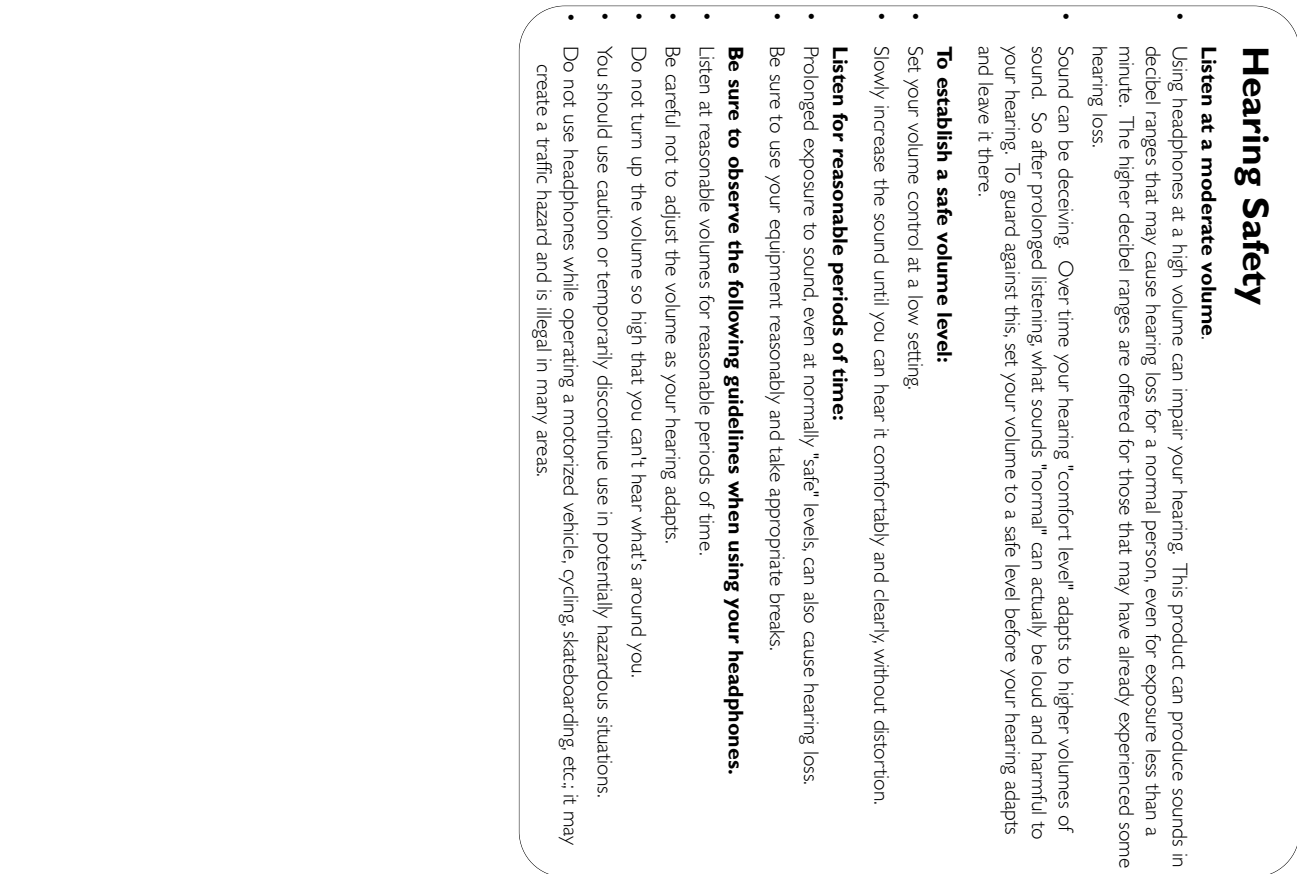 Hearing Safety
Listen at a moderate volume.
• Using headphones at a high volume can impair your hearing. This product can produce sounds in
decibel ranges that may cause hearing loss for a normal person, even for exposure less than a
minute. The higher decibel ranges are offered for those that may have already experienced some
hearing loss.
• Sound can be deceiving. Over time your hearing "comfort level" adapts to higher volumes of
sound. So after prolonged listening, what sounds "normal" can actually be loud and harmful to
your hearing. To guard against this, set your volume to a safe level before your hearing adapts
and leave it there.
To establish a safe volume level:
• Set your volume control at a low setting.
• Slowly increase the sound until you can hear it comfortably and clearly, without distortion.
Listen for reasonable periods of time:
• Prolonged exposure to sound, even at normally "safe" levels, can also cause hearing loss.
• Be sure to use your equipment reasonably and take appropriate breaks.
Be sure to observe the following guidelines when using your headphones.
• Listen at reasonable volumes for reasonable periods of time.
• Be careful not to adjust the volume as your hearing adapts.
• Do not turn up the volume so high that you can't hear what's around you.
• You should use caution or temporarily discontinue use in potentially hazardous situations.
• Do not use headphones while operating a motorized vehicle, cycling, skateboarding, etc.; it may
create a traffic hazard and is illegal in many areas.